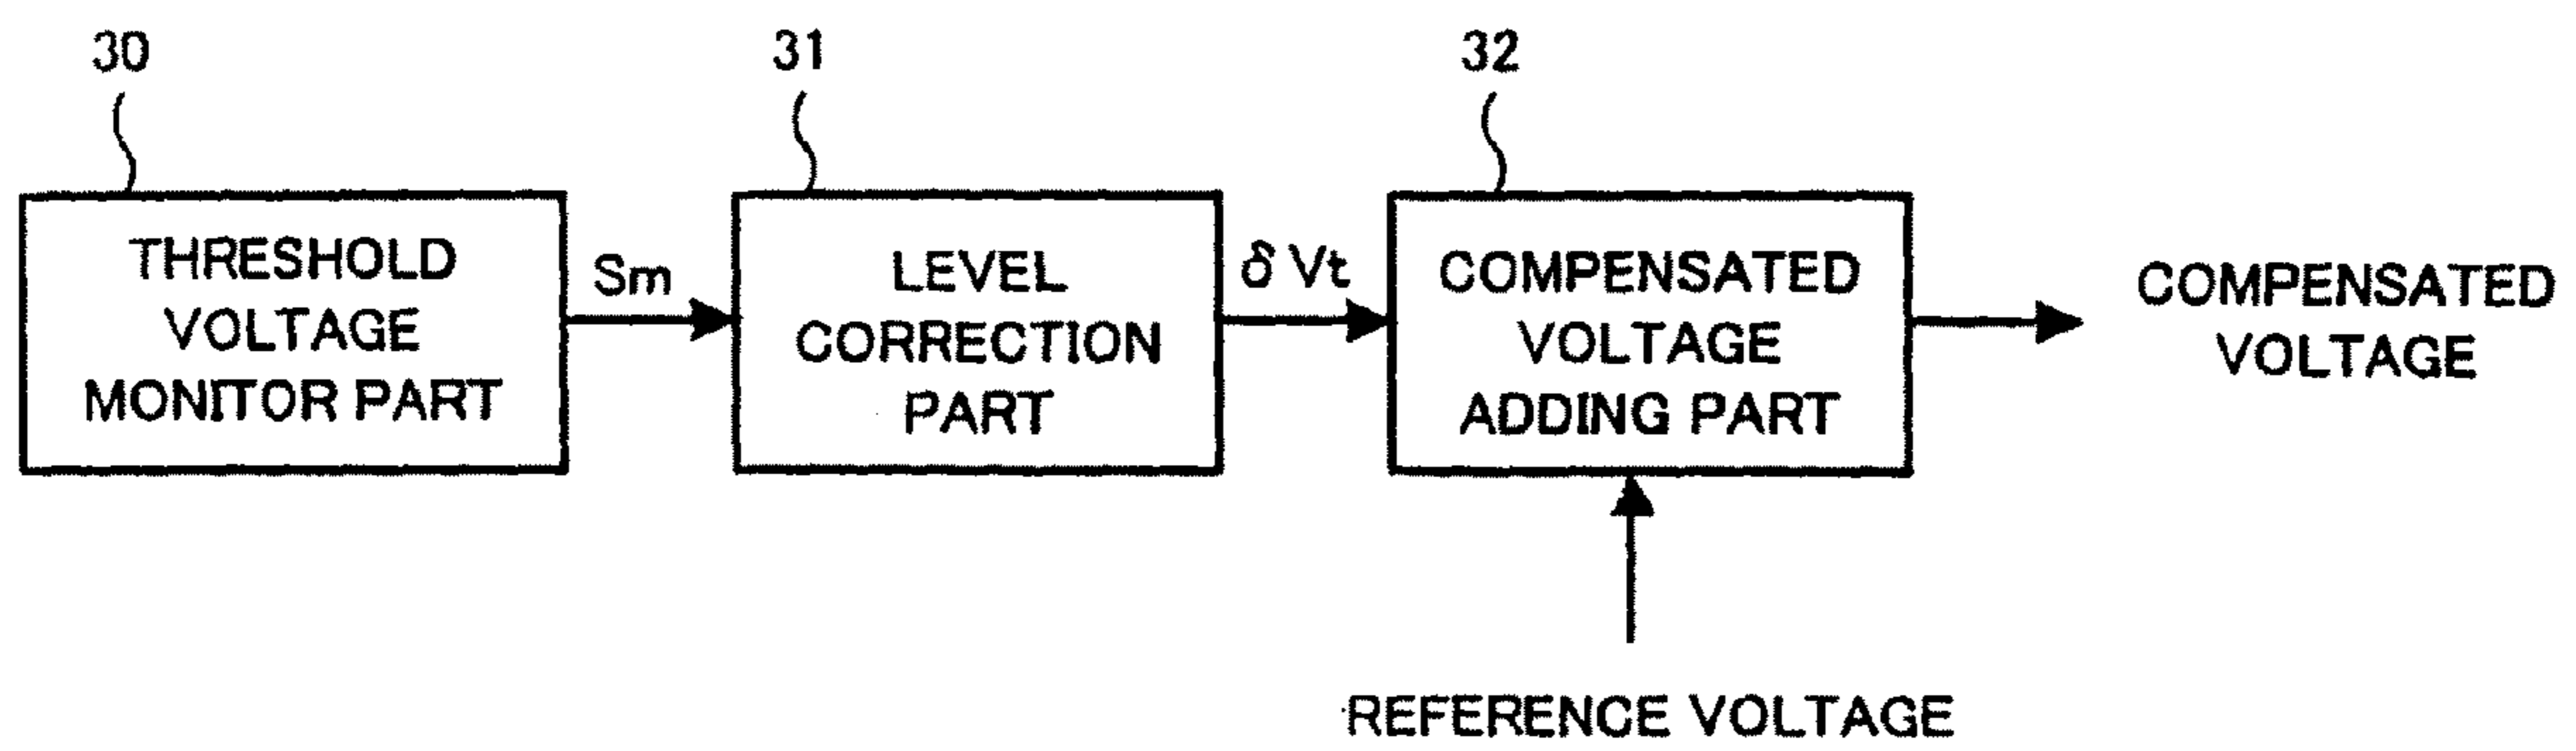 30
31
32
THRESHOLD
VOLTAGE
MONITOR PART
Sm
LEVEL
CORRECTION
PART
δVt
COMPENSATED
VOLTAGE
ADDING PART
COMPENSATED
VOLTAGE
REFERENCE VOLTAGE